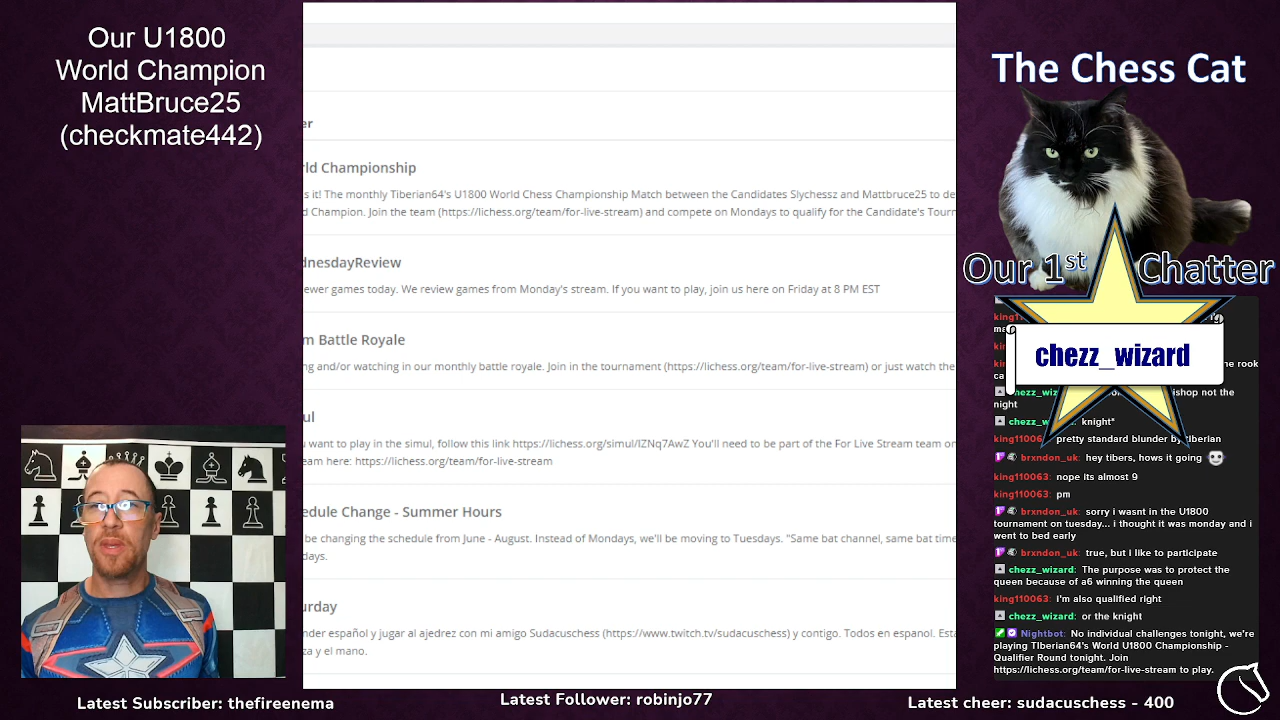 Our U1800
World Champion
MattBruce25
(checkmate442)
er
rld Championship
s it! The monthly Tiberian64's U1800 World Chess Championship Match between the Candidates Slychessz and Mattbruce25 to de
d Champion. Join the team (https://lichess.org/team/for-live-stream) and compete on Mondays to qualify for the Candidate's Tourn
dnesdayReview
ewer games today. We review games from Monday's stream. If you want to play, join us here on Friday at 8 PM EST
m Battle Royale
ng and/or watching in our monthly battle royale. Join in the tournament (https://lichess.org/team/for-live-stream) or just watch the
ul
u want to play in the simul, follow this link https://lichess.org/simul/IZNq7AwZ You'll need to be part of the For Live Stream team on
eam here: https://lichess.org/team/for-live-stream
edule Change - Summer Hours
be changing the schedule from June - August. Instead of Mondays, we'll be moving to Tuesdays. "Same bat channel, same bat time
days.
urday
nder español y jugar al ajedrez con mi amigo Sudacuschess (https://www.twitch.tv/sudacuschess) y contigo. Todos en espanol. Esta
za y el mano.
The Chess Cat
Our 1st Chatter
chezz_wizard
king11
ma
ne rook
ca
chezz_wiz
ishop not the
night
chezz_wi knight*
king11006 pretty standard blunder by tiberian
brxndon_uk: hey tibers, hows it going
king110063: nope its almost 9
king110063: pm
brxndon_uk: sorry i wasnt in the U1800
tournament on tuesday... i thought it was monday and i
went to bed early
brxndon_uk: true, but i like to participate
chezz_wizard: The purpose was to protect the
queen because of a6 winning the queen
king110063: I'm also qualified right
chezz_wizard: or the knight
Nightbot: No individual challenges tonight, we're
playing TIberian64's World U1800 Championship -
Qualifier Round tonight. Join
https://lichess.org/team/for-live-stream to play.
Latest Subscriber: thefireenema
Latest Follower: robinjo77
Latest cheer: sudacuschess - 400